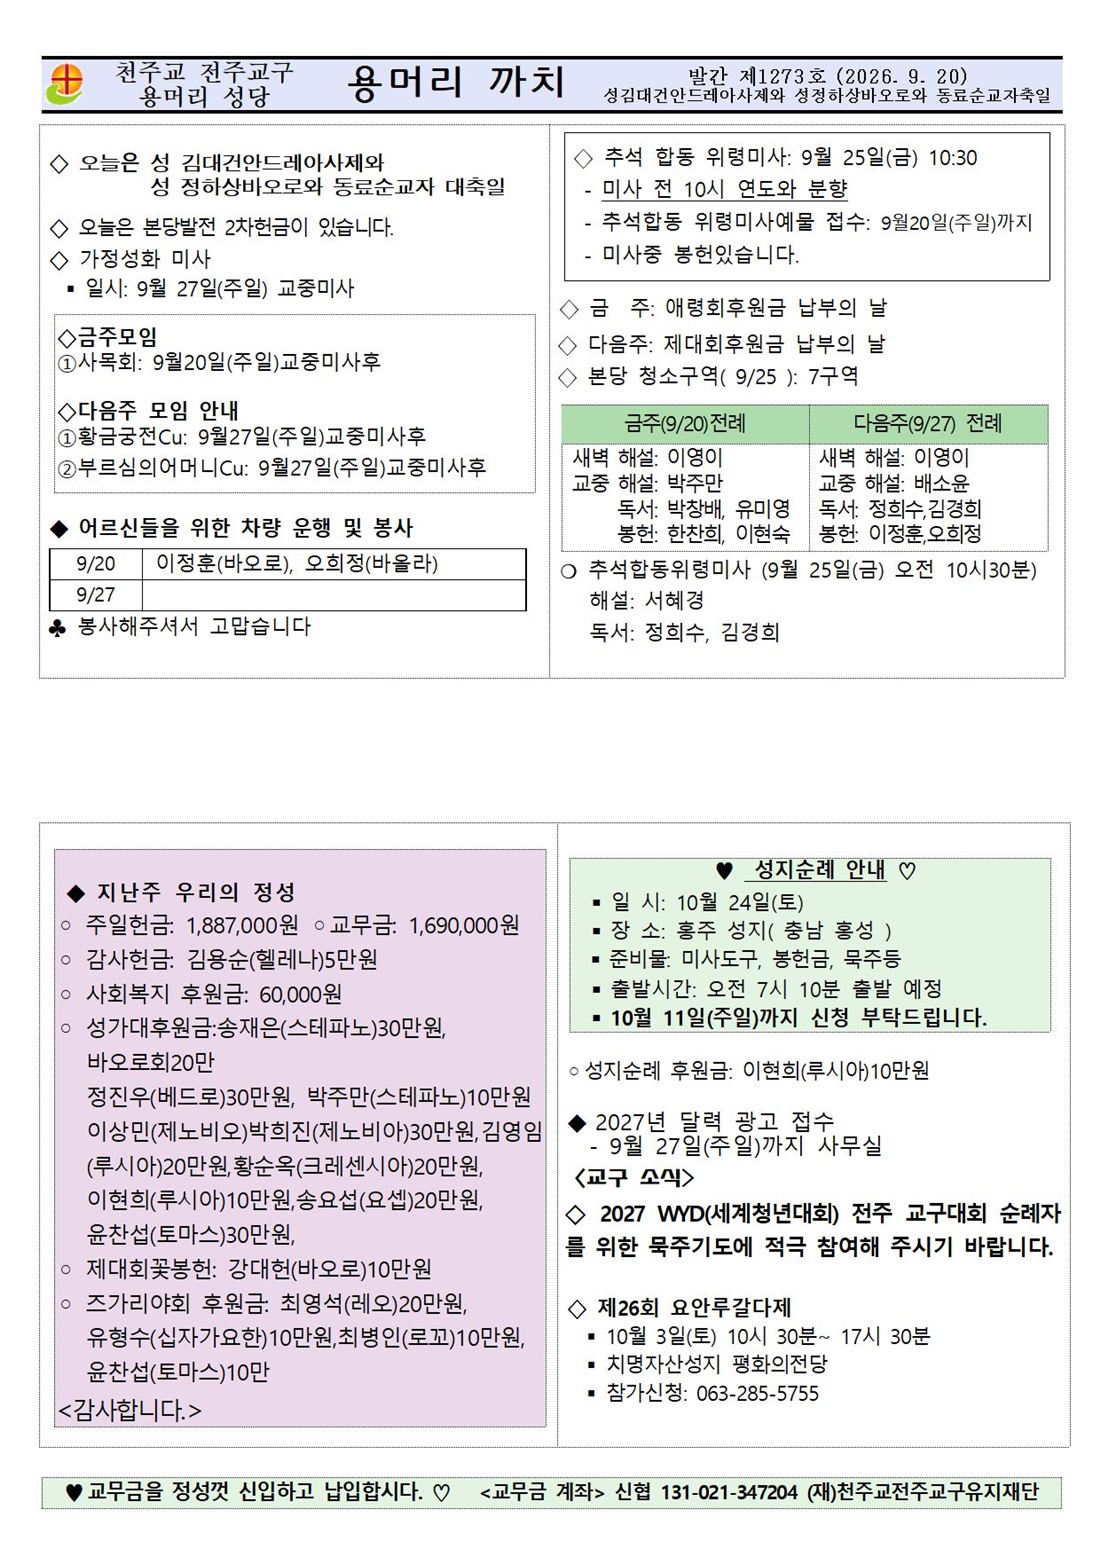 천주교 전주교구
용머리 성당
용머리 까치
발간 제1273호 (2026. 9. 20)
성김대건안드레아사제와 성정하상바오로와 동료순교자축일
◇ 오늘은 성 김대건안드레아사제와
성 정하상바오로와 동료순교자 대축일
◇ 오늘은 본당발전 2차헌금이 있습니다.
◇ 가정성화 미사
▪ 일시: 9월 27일(주일) 교중미사
◇금주모임
①사목회: 9월20일(주일)교중미사후
◇다음주 모임 안내
①황금궁전Cu: 9월27일(주일)교중미사후
②부르심의어머니Cu: 9월27일(주일)교중미사후
◆ 어르신들을 위한 차량 운행 및 봉사
9/20 이정훈(바오로), 오희정(바울라)
9/27
♣ 봉사해주셔서 고맙습니다
◇ 추석 합동 위령미사: 9월 25일(금) 10:30
- 미사 전 10시 연도와 분향
- 추석합동 위령미사예물 접수: 9월20일(주일)까지
- 미사중 봉헌있습니다.
◇ 금 주: 애령회후원금 납부의 날
◇ 다음주: 제대회후원금 납부의 날
◇ 본당 청소구역( 9/25 ): 7구역
금주(9/20)전례 다음주(9/27) 전례
새벽 해설: 이영이 새벽 해설: 이영이
교중 해설: 박주만 교중 해설: 배소윤
독서: 박창배, 유미영 독서: 정희수,김경희
봉헌: 한찬희, 이현숙 봉헌: 이정훈,오희정
❍ 추석합동위령미사 (9월 25일(금) 오전 10시30분)
해설: 서혜경
독서: 정희수, 김경희
◆ 지난주 우리의 정성
○ 주일헌금: 1,887,000원 ○교무금: 1,690,000원
○ 감사헌금: 김용순(헬레나)5만원
○ 사회복지 후원금: 60,000원
○ 성가대후원금:송재은(스테파노)30만원,
바오로회20만
정진우(베드로)30만원, 박주만(스테파노)10만원
이상민(제노비오)박희진(제노비아)30만원,김영임
(루시아)20만원,황순옥(크레센시아)20만원,
이현희(루시아)10만원,송요섭(요셉)20만원,
윤찬섭(토마스)30만원,
○ 제대회꽃봉헌: 강대헌(바오로)10만원
○ 즈가리야회 후원금: 최영석(레오)20만원,
유형수(십자가요한)10만원,최병인(로꼬)10만원,
윤찬섭(토마스)10만
<감사합니다.>
♥ 성지순례 안내 ♡
▪ 일 시: 10월 24일(토)
▪ 장 소: 홍주 성지( 충남 홍성 )
▪ 준비물: 미사도구, 봉헌금, 묵주등
▪ 출발시간: 오전 7시 10분 출발 예정
▪ 10월 11일(주일)까지 신청 부탁드립니다.
○ 성지순례 후원금: 이현희(루시아)10만원
◆ 2027년 달력 광고 접수
- 9월 27일(주일)까지 사무실
<교구 소식>
◇ 2027 WYD(세계청년대회) 전주 교구대회 순례자
를 위한 묵주기도에 적극 참여해 주시기 바랍니다.
◇ 제26회 요안루갈다제
▪ 10월 3일(토) 10시 30분~ 17시 30분
▪ 치명자산성지 평화의전당
▪ 참가신청: 063-285-5755
♥교무금을 정성껏 신입하고 납입합시다. ♡ <교무금 계좌> 신협 131-021-347204 (재)천주교전주교구유지재단